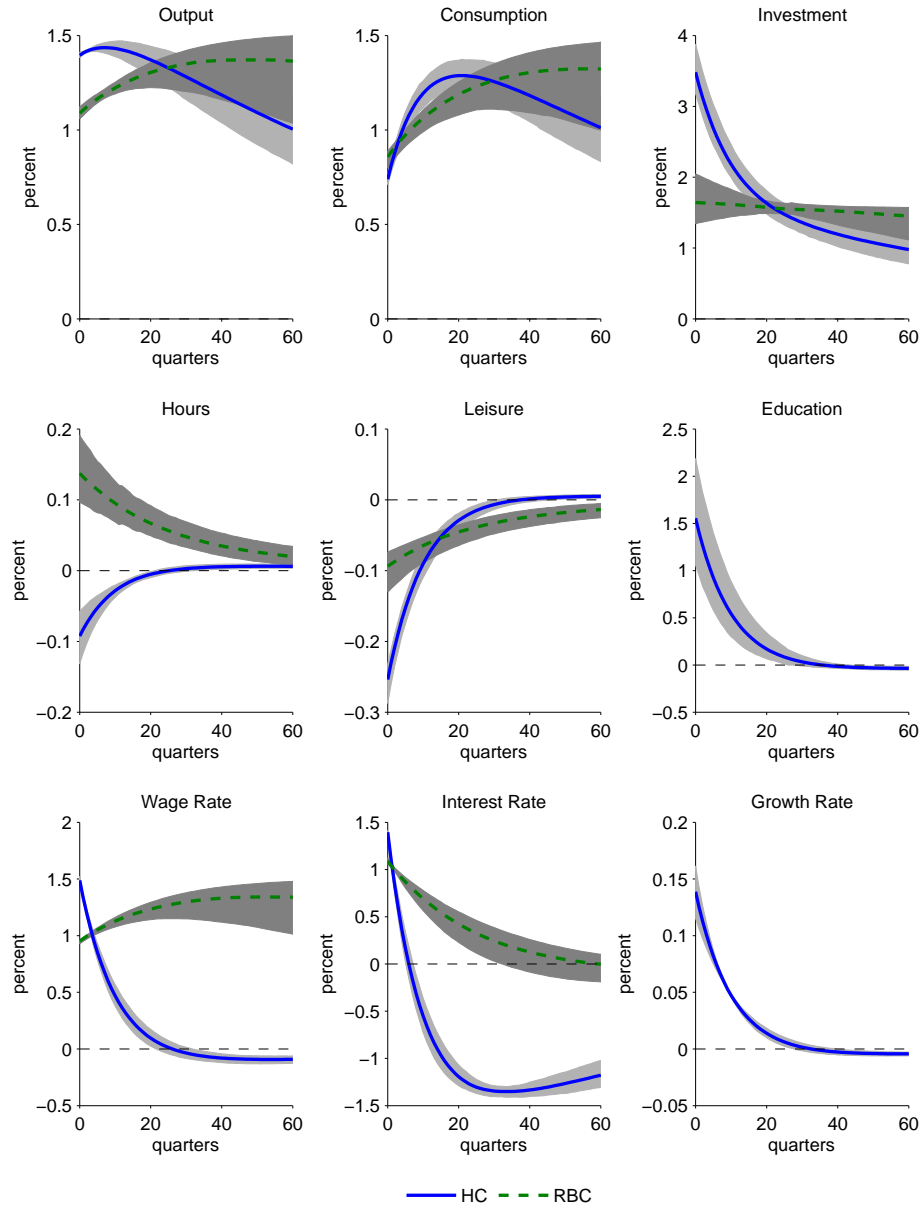 Output
Consumption
Investment
percent
1.5
1
0.5
0
0 20 40 60
quarters
percent
1.5
1
0.5
0
0 20 40 60
quarters
percent
4
3
2
1
0
0 20 40 60
quarters
Hours
Leisure
Education
percent
0.2
0.1
0
−0.1
−0.2
0 20 40 60
quarters
percent
0.1
0
−0.1
−0.2
−0.3
0 20 40 60
quarters
percent
2.5
2
1.5
1
0.5
0
−0.5
0 20 40 60
quarters
Wage Rate
Interest Rate
Growth Rate
percent
2
1.5
1
0.5
0
−0.5
0 20 40 60
quarters
percent
1.5
1
0.5
0
−0.5
−1
−1.5
0 20 40 60
quarters
percent
0.2
0.15
0.1
0.05
0
−0.05
0 20 40 60
quarters
HC RBC